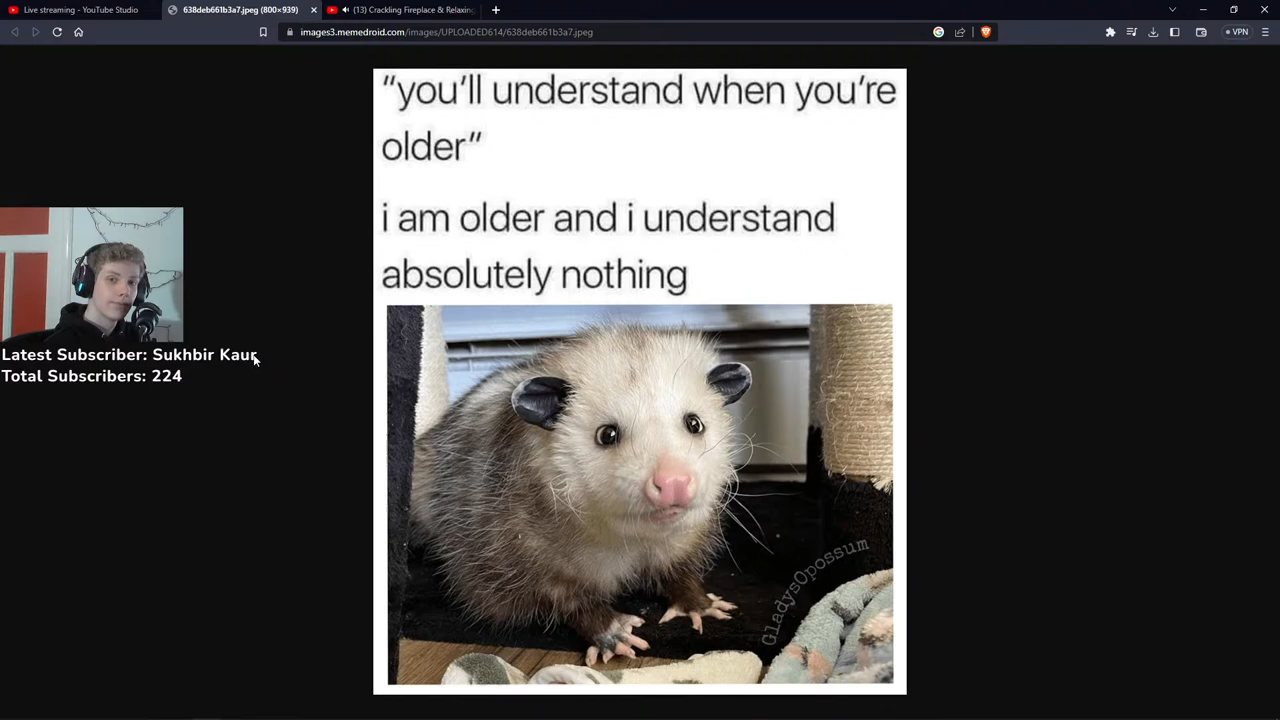 Live streaming - YouTube Studio
638deb661b3a7.jpeg (800×939)
(13) Crackling Fireplace & Relaxing
images3.memedroid.com/images/UPLOADED614/638deb661b3a7.jpeg
VPN
"you'll understand when you're
older"
i am older and i understand
absolutely nothing
Latest Subscriber: Sukhbir Kaur
Total Subscribers: 224
GladysOpossum